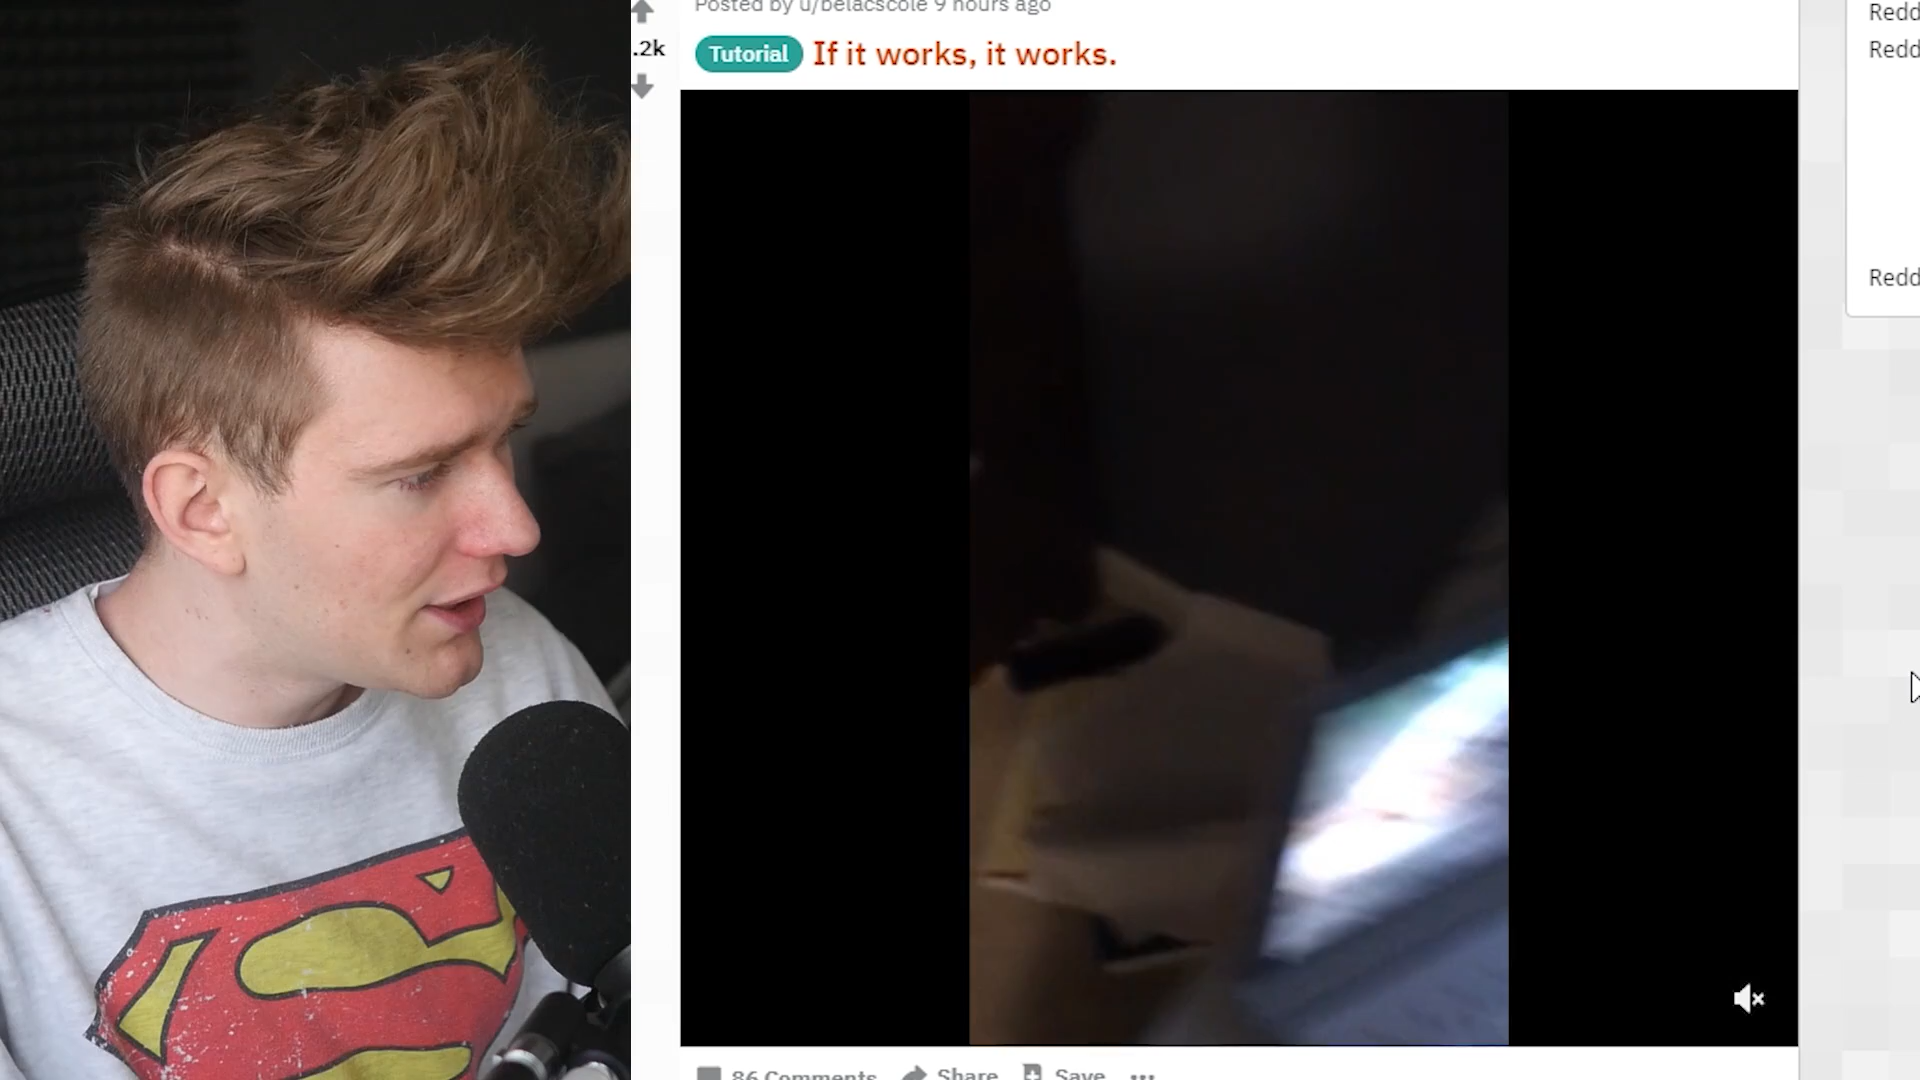 Posted by u/belacscole 9 hours ago
.2k
Tutorial If it works, it works.
Redd
Redd
Redd
86 Comments Share Save